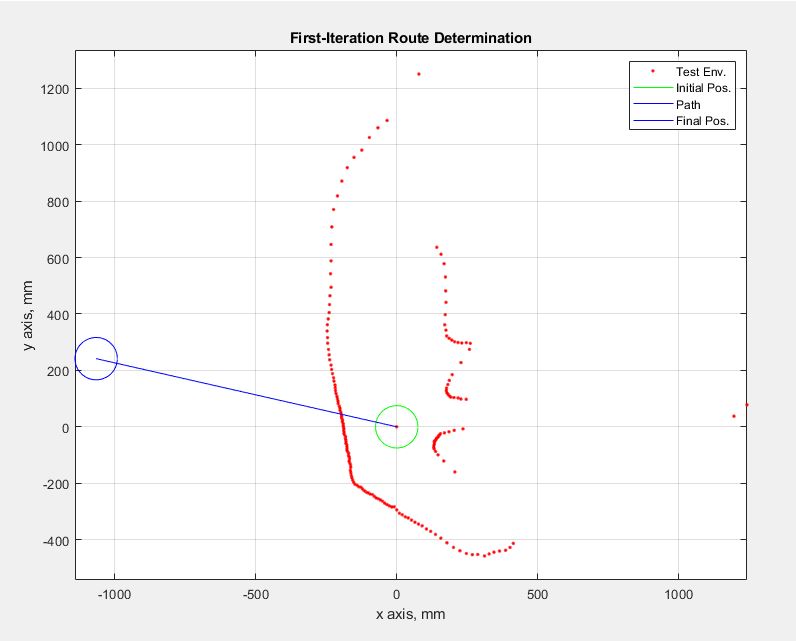 First-Iteration Route Determination
Test Env.
Initial Pos.
Path
Final Pos.
1200
1000
800
600
400
200
0
-200
-400
y axis, mm
-1000
-500
0
500
1000
x axis, mm